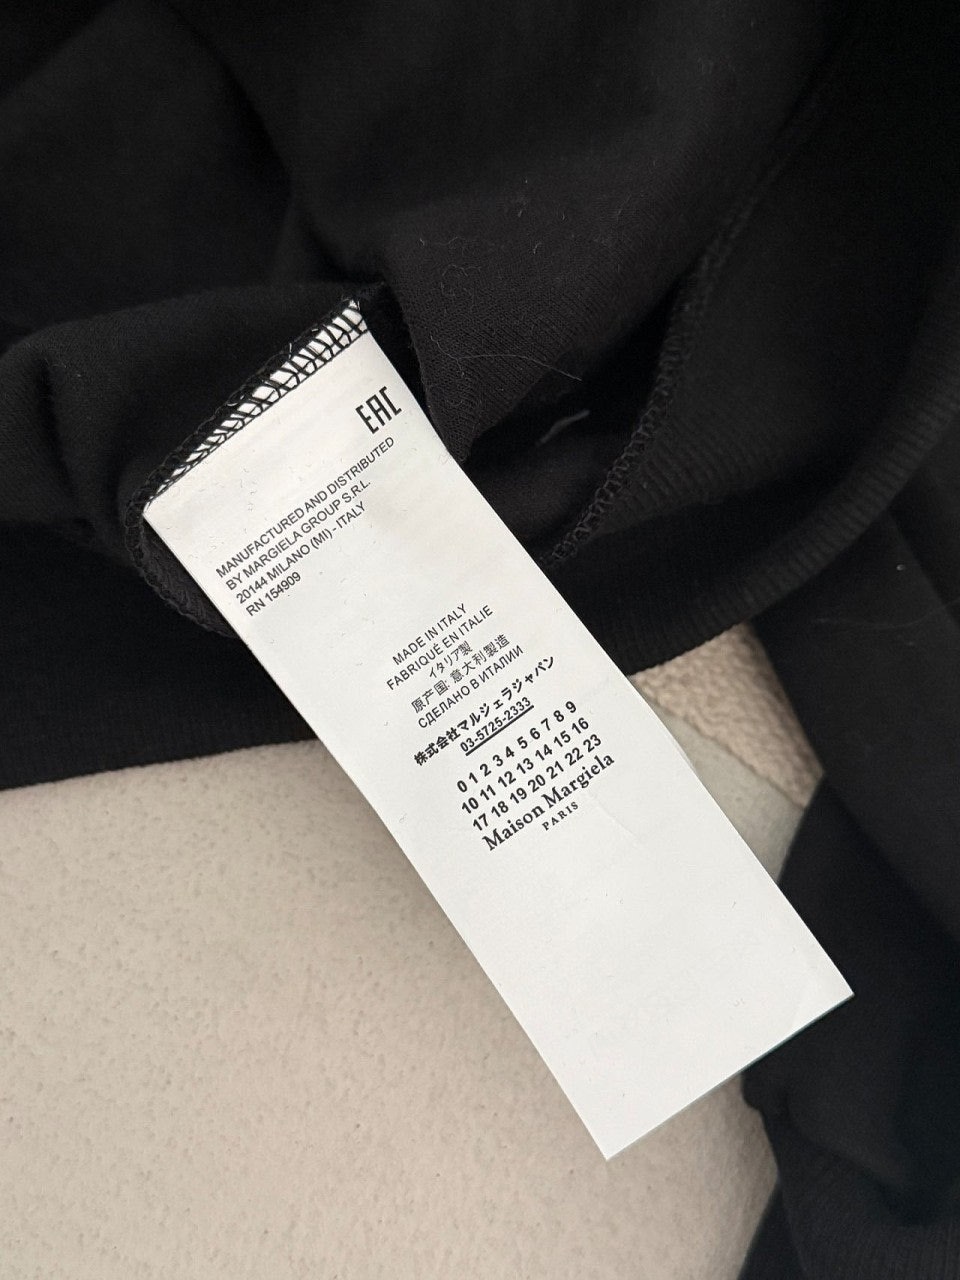 EAC
MANUFACTURED AND DISTRIBUTED
BY MARGIELA GROUP S.R.L.
20144 MILANO (MI) - ITALY
RN 154909
MADE IN ITALY
FABRIQUÉ EN ITALIE
イタリア製
原产国: 意大利製造
СДЕЛАНО В ИТАЛИИ
株式会社マルジェラジャパン
03-5725-2333
0 1 2 3 4 5 6 7 8 9
10 11 12 13 14 15 16
17 18 19 20 21 22 23
Maison Margiela
PARIS